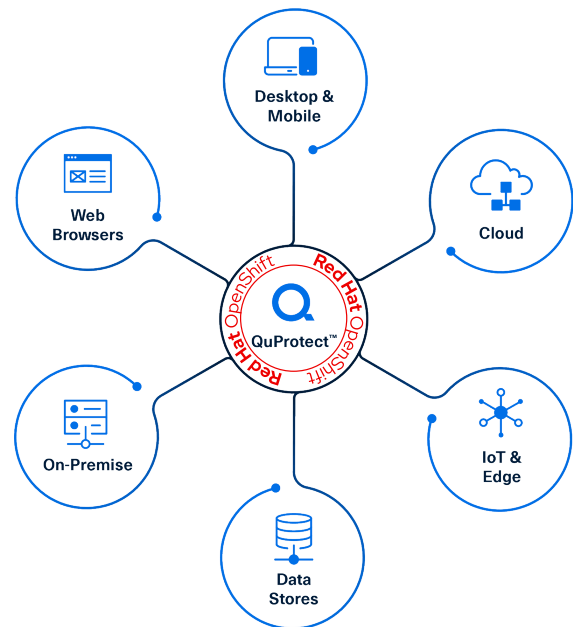 Desktop &
Mobile
Web
Browsers
Cloud
Red Hat OpenShift
Red Hat OpenShift
QuProtect™
On-Premise
IoT &
Edge
Data
Stores